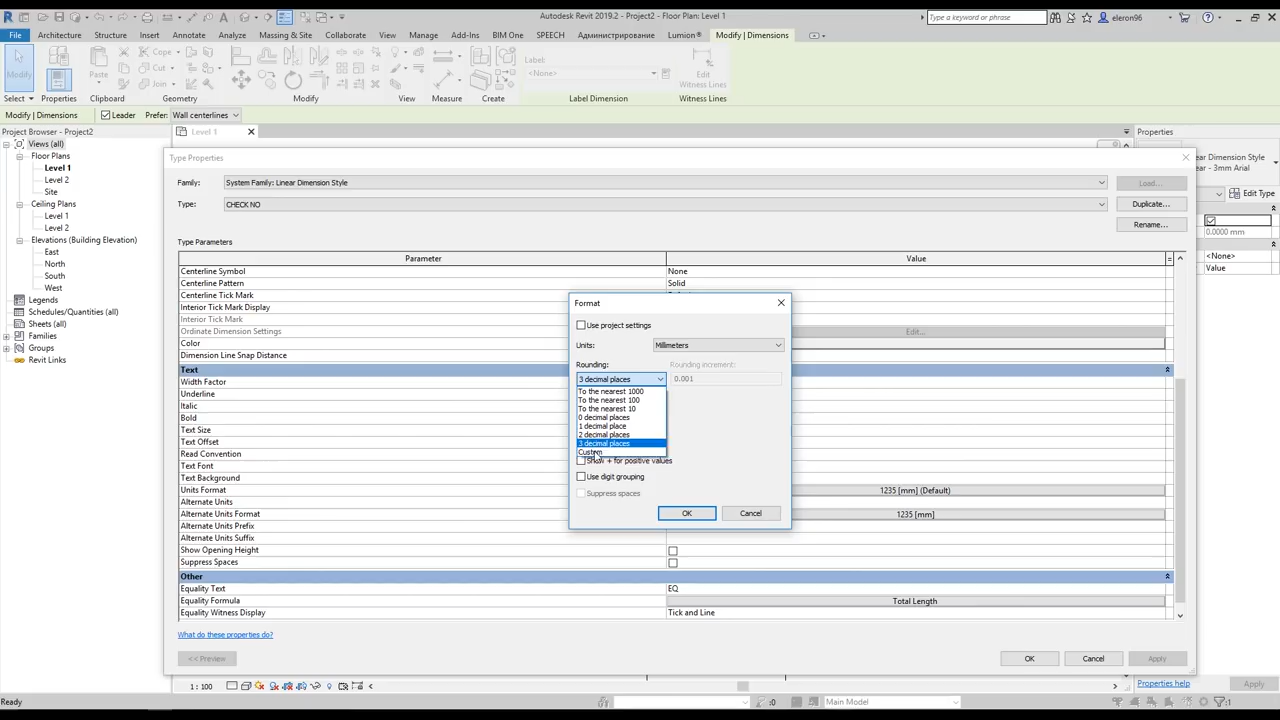 Autodesk Revit 2019.2 - Project2 - Floor Plan: Level 1
Type a keyword or phrase
eleron96
File Architecture Structure Insert Annotate Analyze Massing & Site Collaborate View Manage Add-Ins BIM One SPEECH Администрирование Lumion® Modify | Dimensions
Modify Paste Cope Cut Join Label: <None> Edit Witness Lines
Select Properties Clipboard Geometry Modify View Measure Create Label Dimension Witness Lines
Modify | Dimensions Leader Prefer: Wall centerlines
Project Browser - Project2
Level 1
Properties
Views (all)
Floor Plans
Level 1
Level 2
Site
Ceiling Plans
Level 1
Level 2
Elevations (Building Elevation)
East
North
South
West
Legends
Schedules/Quantities (all)
Sheets (all)
Families
Groups
Revit Links
Type Properties
Family: System Family: Linear Dimension Style Load...
Type: CHECK NO Duplicate...
Rename...
Type Parameters
Parameter Value =
Centerline Symbol None
Centerline Pattern Solid
Centerline Tick Mark
Interior Tick Mark Display
Interior Tick Mark
Ordinate Dimension Settings Edit...
Color
Dimension Line Snap Distance
Text
Width Factor
Underline
Italic
Bold
Text Size
Text Offset
Read Convention
Text Font
Text Background
Units Format 1235 [mm] (Default)
Alternate Units
Alternate Units Format 1235 [mm]
Alternate Units Prefix
Alternate Units Suffix
Show Opening Height
Suppress Spaces
Other
Equality Text EQ
Equality Formula Total Length
Equality Witness Display Tick and Line
What do these properties do?
<< Preview OK Cancel Apply
Format
Use project settings
Units: Millimeters
Rounding: Rounding increment:
3 decimal places 0.001
To the nearest 1000
To the nearest 100
To the nearest 10
0 decimal places
1 decimal place
2 decimal places
3 decimal places
Custom
Show + for positive values
Use digit grouping
Suppress spaces
OK Cancel
Linear Dimension Style
- 3mm Arial
Edit Type
0.0000 mm
<None>
Value
1 : 100
Properties help Apply
Ready :0 Main Model :1